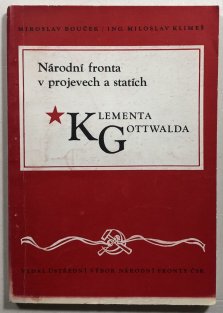 MIROSLAV BOUČEK / ING. MILOSLAV KLIMEŠ
Národní fronta
v projevech a statích
KLEMENTA
GOTTWALDA
VYDAL ÚSTŘEDNÍ VÝBOR NÁRODNÍ FRONTY ČSR